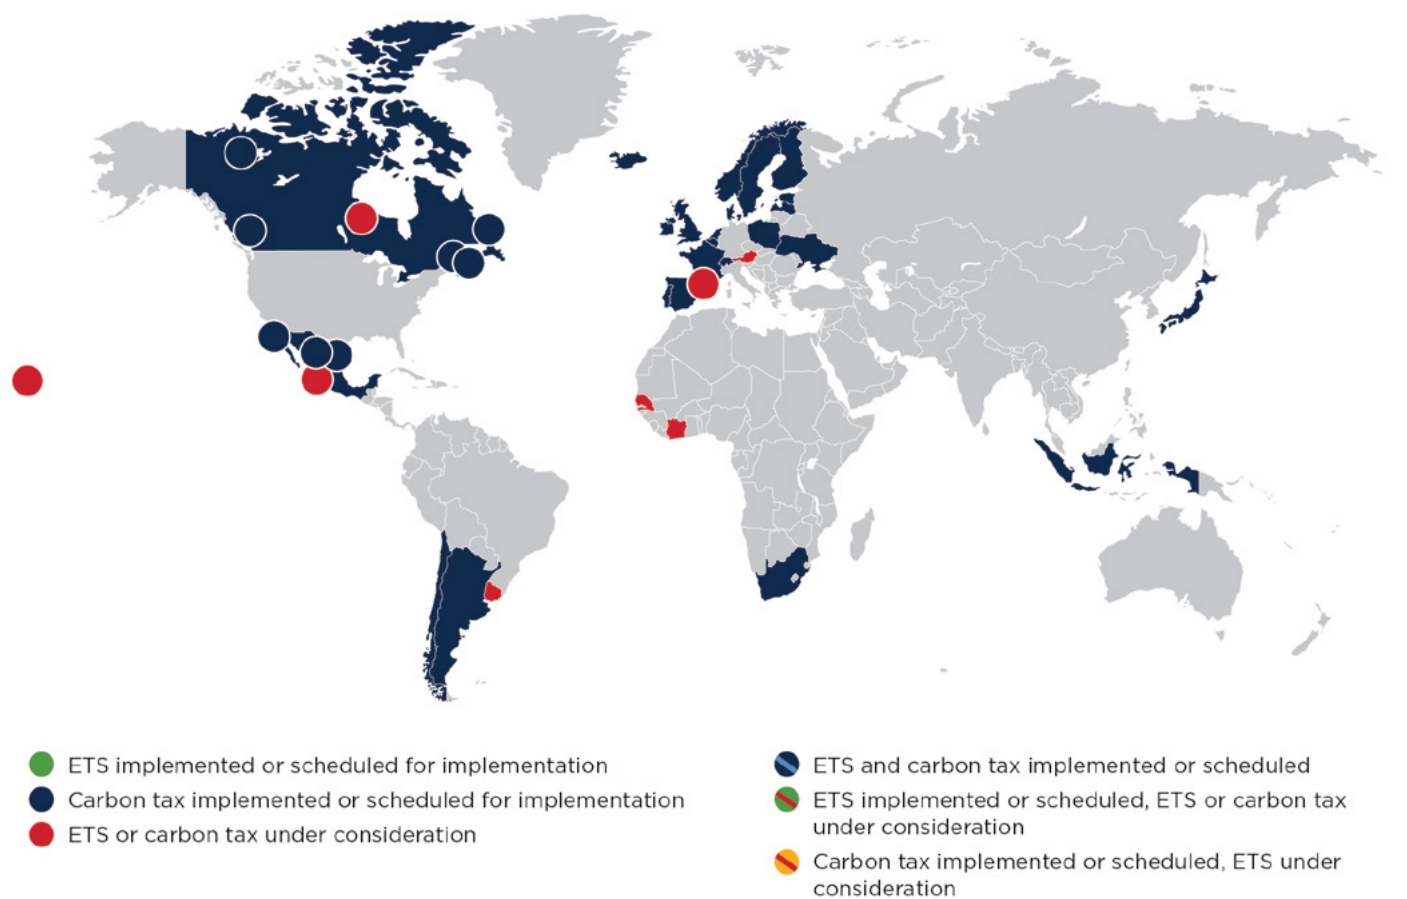 ETS implemented or scheduled for implementation
Carbon tax implemented or scheduled for implementation
ETS or carbon tax under consideration
ETS and carbon tax implemented or scheduled
ETS implemented or scheduled, ETS or carbon tax
under consideration
Carbon tax implemented or scheduled, ETS under
consideration